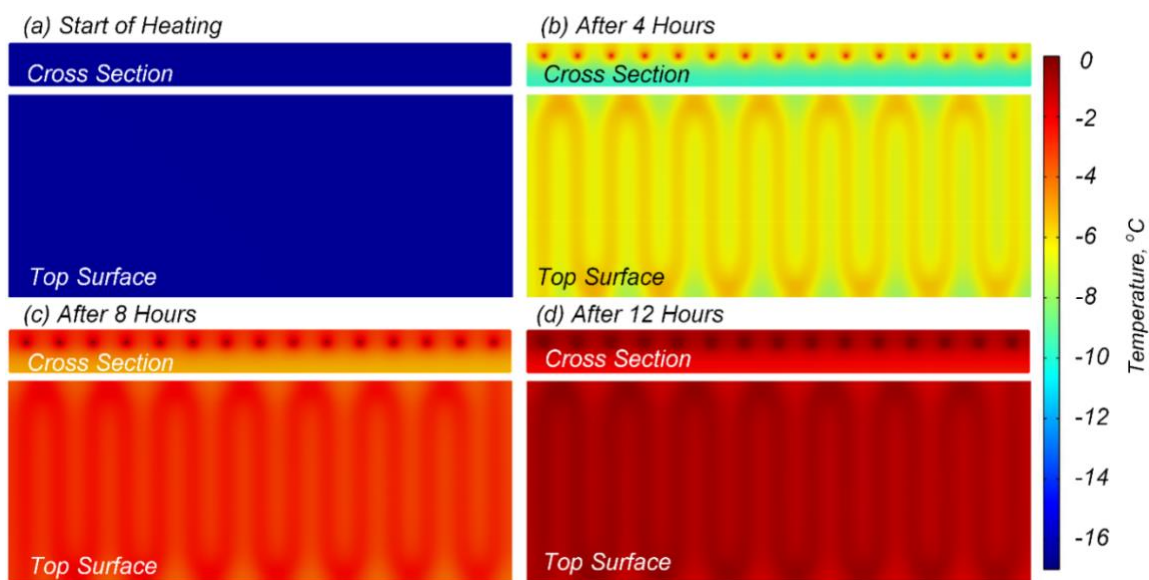 (a) Start of Heating
Cross Section
Top Surface
(b) After 4 Hours
Cross Section
Top Surface
(c) After 8 Hours
Cross Section
Top Surface
(d) After 12 Hours
Cross Section
Top Surface
0
-2
-4
-6
-8
-10
-12
-14
-16
Temperature, °C